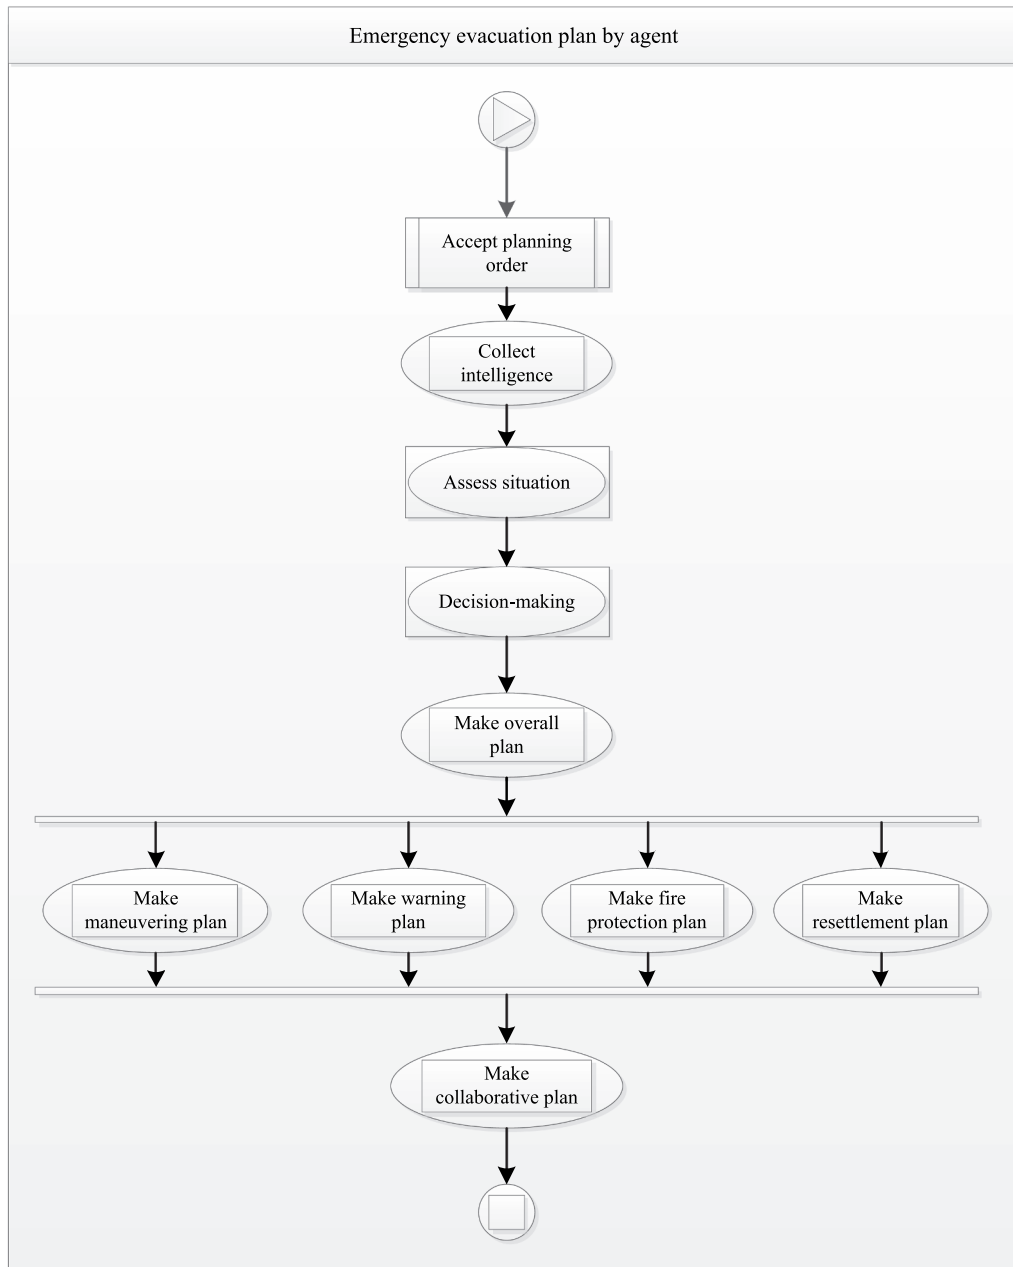 Emergency evacuation plan by agent
Accept planning
order
Collect
intelligence
Assess situation
Decision-making
Make overall
plan
Make
maneuvering plan
Make warning
plan
Make fire
protection plan
Make
resettlement plan
Make
collaborative plan